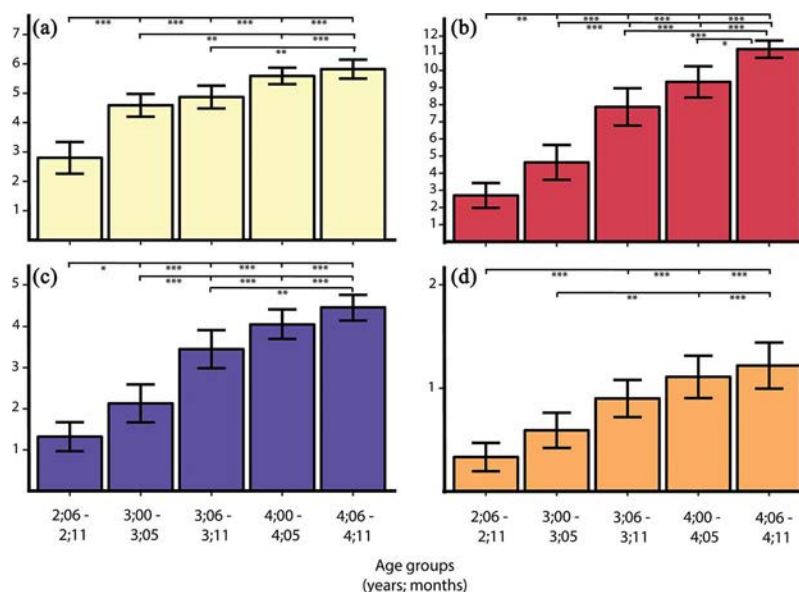 (a)
*** *** *** ***
** ***
**
7
6
5
4
3
2
1
(b)
** *** *** ***
*** *** ***
***
*
12
11
10
9
8
7
6
5
4
3
2
1
(c)
* *** *** ***
*** *** ***
**
5
4
3
2
1
(d)
*** *** ***
** ***
2
1
2;06 - 3;00 - 3;06 - 4;00 - 4;06 -
2;11 3;05 3;11 4;05 4;11
2;06 - 3;00 - 3;06 - 4;00 - 4;06 -
2;11 3;05 3;11 4;05 4;11
Age groups
(years; months)